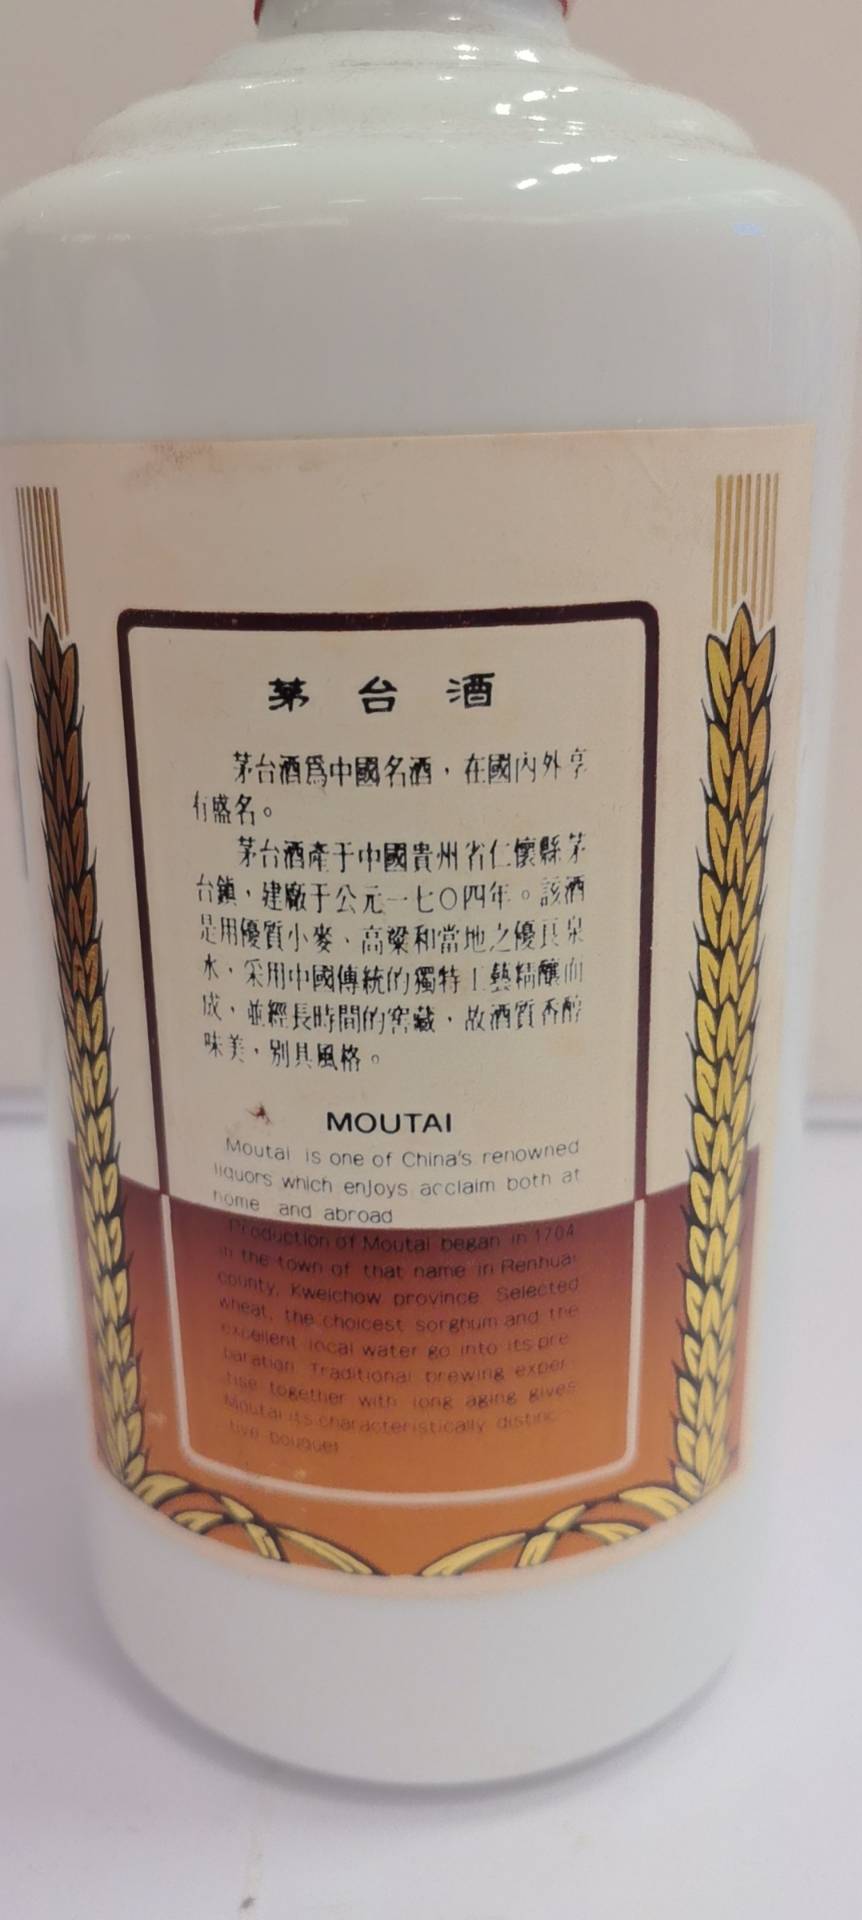 茅台酒
茅台酒爲中國名酒，在國內外享
有盛名。
茅台酒產于中國貴州省仁懷縣茅
台鎮，建廠于公元一七〇四年。該酒
是用優質小麥、高粱和當地之優良泉
水，采用中國傳統的獨特工藝精釀而
成，並經長時間的窖藏，故酒質香醇
味美，别具風格。
MOUTAI
Moutai is one of China's renowned
liquors which enjoys acclaim both at
home and abroad
Production of Moutai began in 1704
in the town of that name in Renhuai
county, Kweichow province. Selected
wheat, the choicest sorghum and the
excellent local water go into its pre
paration. Traditional brewing exper
tise together with long aging gives
Moutai its characteristically distinc
tive bouquet